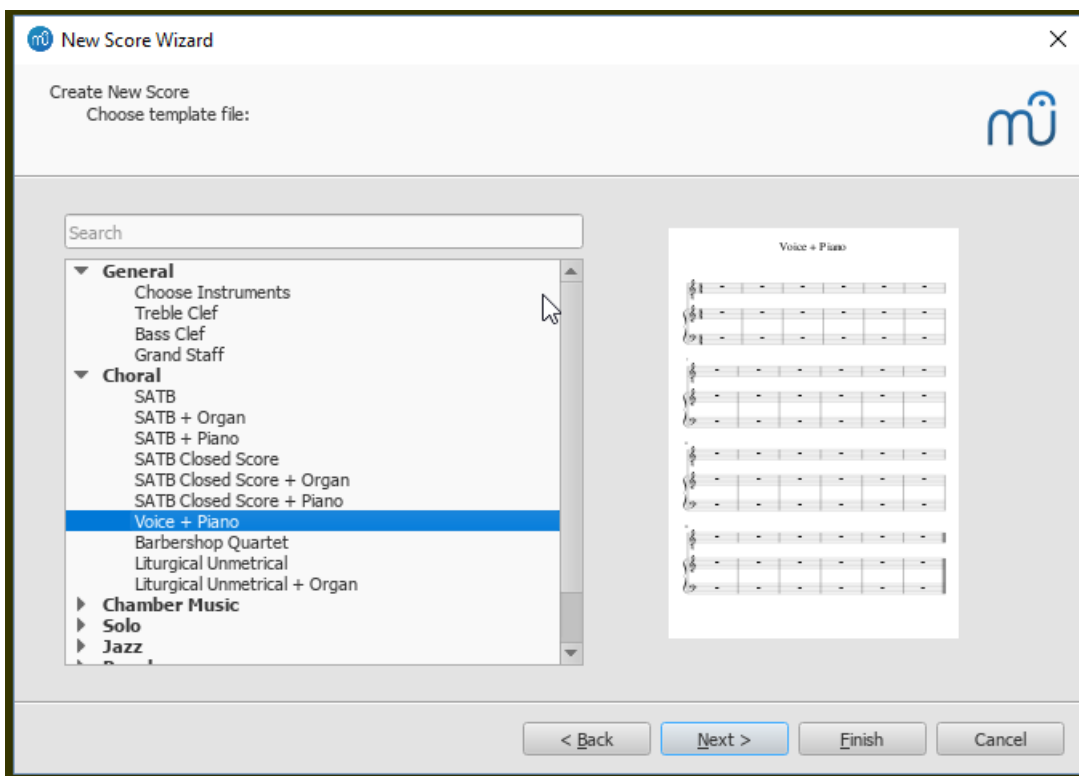 New Score Wizard
Create New Score
Choose template file:
Search
General
Choose Instruments
Treble Clef
Bass Clef
Grand Staff
Choral
SATB
SATB + Organ
SATB + Piano
SATB Closed Score
SATB Closed Score + Organ
SATB Closed Score + Piano
Voice + Piano
Barbershop Quartet
Liturgical Unmetrical
Liturgical Unmetrical + Organ
Chamber Music
Solo
Jazz
Voice + Piano
< Back
Next >
Finish
Cancel